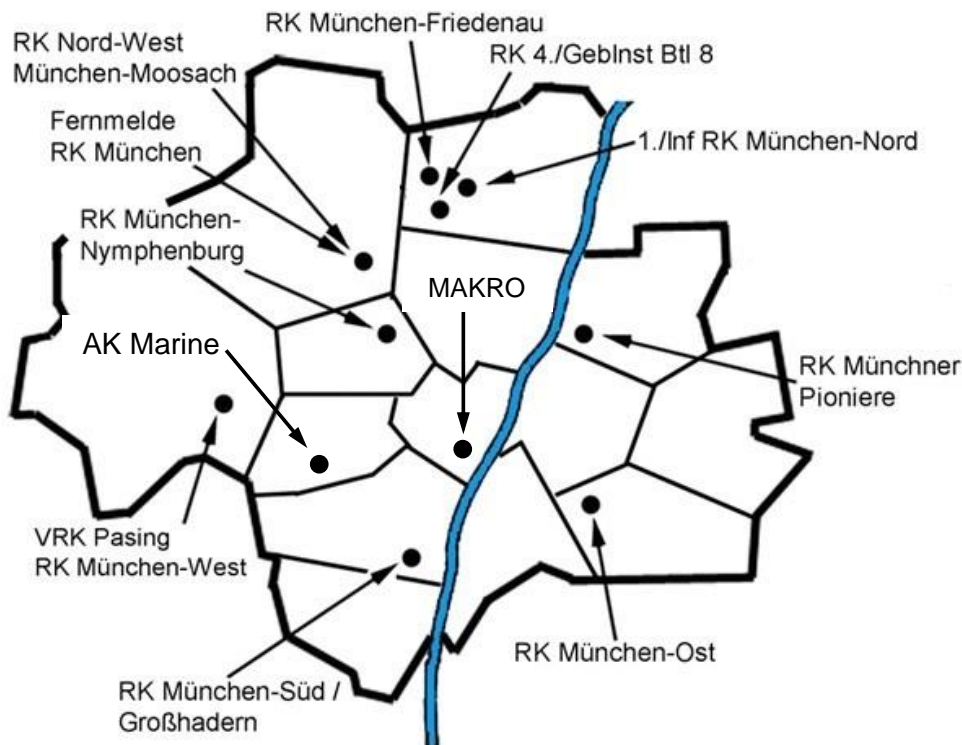 RK München-Friedenau
RK Nord-West
München-Moosach
RK 4./GebInst Btl 8
Fernmelde
RK München
1./Inf RK München-Nord
RK München-
Nymphenburg
MAKRO
AK Marine
RK Münchner
Pioniere
VRK Pasing
RK München-West
RK München-Ost
RK München-Süd /
Großhadern